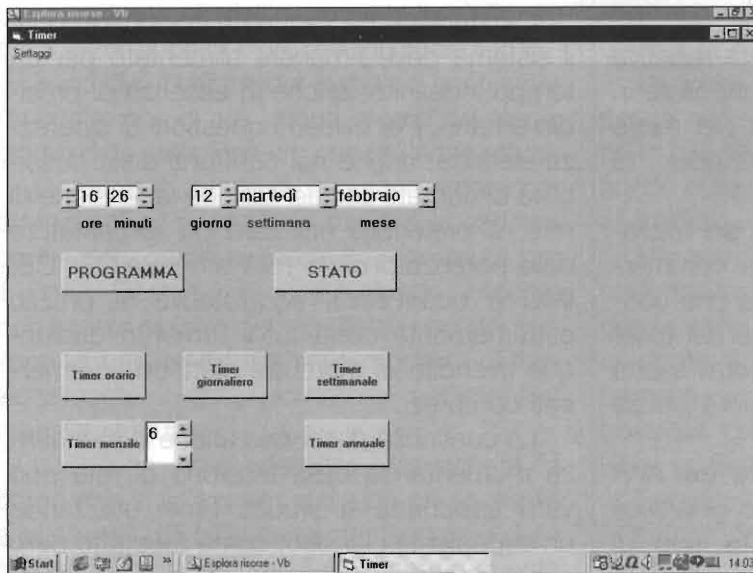 Esplora risorse - Vb
Timer
Settaggi
16 26 12 martedì febbraio
ore minuti giorno settimana mese
PROGRAMMA STATO
Timer orario Timer giornaliero Timer settimanale
Timer mensile 6 Timer annuale
Start » Esplora risorse - Vb Timer 14.03